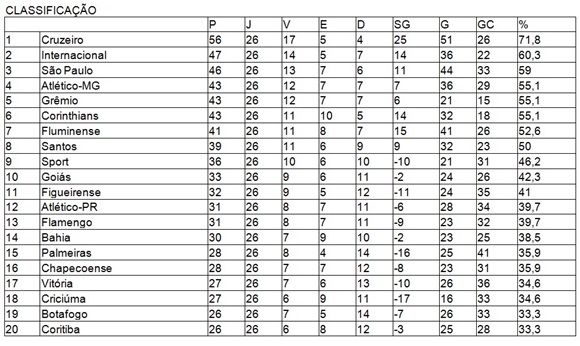 CLASSIFICAÇÃO
P J V E D SG G GC %
1 Cruzeiro 56 26 17 5 4 25 51 26 71,8
2 Internacional 47 26 14 5 7 14 36 22 60,3
3 São Paulo 46 26 13 7 6 11 44 33 59
4 Atlético-MG 43 26 12 7 7 7 36 29 55,1
5 Grêmio 43 26 12 7 7 6 21 15 55,1
6 Corinthians 43 26 11 10 5 14 32 18 55,1
7 Fluminense 41 26 11 8 7 15 41 26 52,6
8 Santos 39 26 11 6 9 9 32 23 50
9 Sport 36 26 10 6 10 -10 21 31 46,2
10 Goiás 33 26 9 6 11 -2 24 26 42,3
11 Figueirense 32 26 9 5 12 -11 24 35 41
12 Atlético-PR 31 26 8 7 11 -6 28 34 39,7
13 Flamengo 31 26 8 7 11 -9 23 32 39,7
14 Bahia 30 26 7 9 10 -2 23 25 38,5
15 Palmeiras 28 26 8 4 14 -16 25 41 35,9
16 Chapecoense 28 26 7 7 12 -8 23 31 35,9
17 Vitória 27 26 7 6 13 -10 26 36 34,6
18 Criciúma 27 26 6 9 11 -17 16 33 34,6
19 Botafogo 26 26 7 5 14 -7 26 33 33,3
20 Coritiba 26 26 6 8 12 -3 25 28 33,3